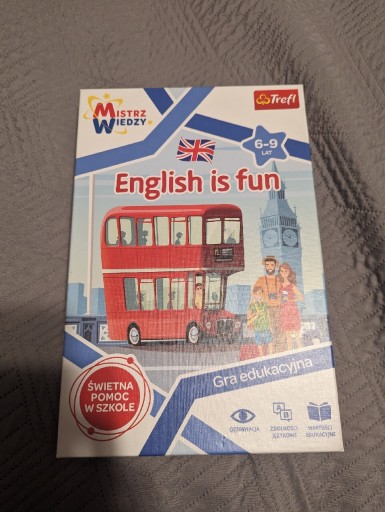 MISTRZ
WIEDZY
Trefl
6-9
LAT
English is fun
Gra edukacyjna
ŚWIETNA
POMOC
W SZKOLE
OBSERWACJA
ZDOLNOŚCI
JĘZYKOWE
WARTOŚCI
EDUKACYJNE
A
B